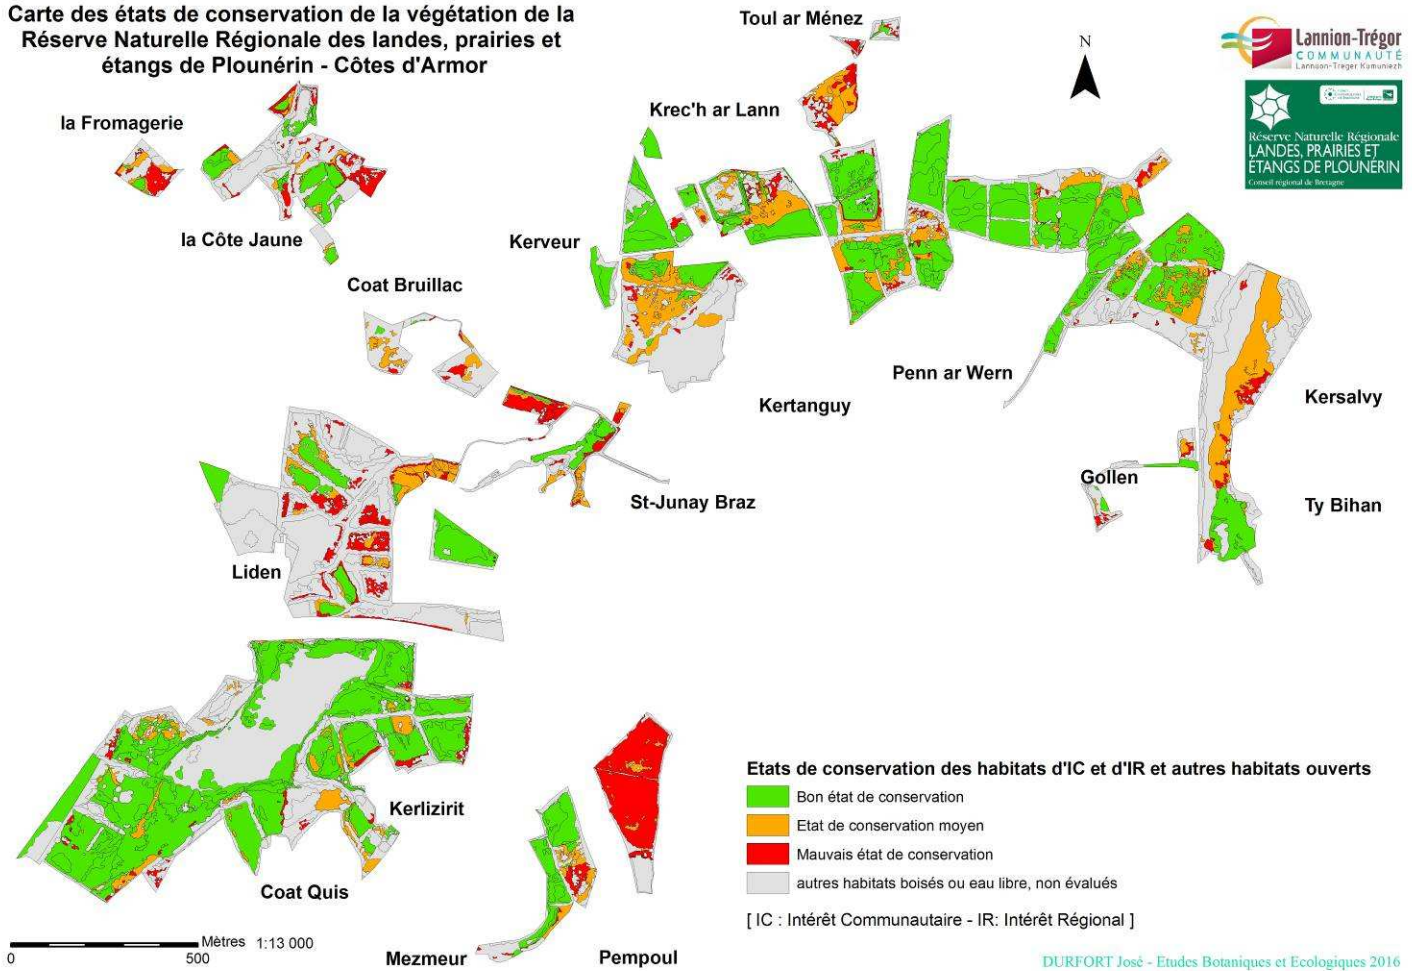 Carte des états de conservation de la végétation de la
Réserve Naturelle Régionale des landes, prairies et
étangs de Plounérin - Côtes d'Armor
Toul ar Ménez
N
Lannion-Trégor
COMMUNAUTÉ
Lannuon-Treger Kumuniezh
Réserve Naturelle Régionale
LANDES, PRAIRIES ET
ÉTANGS DE PLOUNÉRIN
Conseil régional de Bretagne
la Fromagerie
Krec'h ar Lann
la Côte Jaune
Kerveur
Coat Bruillac
Penn ar Wern
Kertanguy
Kersalvy
Gollen
St-Junay Braz
Ty Bihan
Liden
Kerlizirit
Coat Quis
Mezmeur
Pempoul
Etats de conservation des habitats d'IC et d'IR et autres habitats ouverts
Bon état de conservation
Etat de conservation moyen
Mauvais état de conservation
autres habitats boisés ou eau libre, non évalués
[ IC : Intérêt Communautaire - IR: Intérêt Régional ]
Mètres 1:13 000
0 500
DURFORT José - Etudes Botaniques et Ecologiques 2016